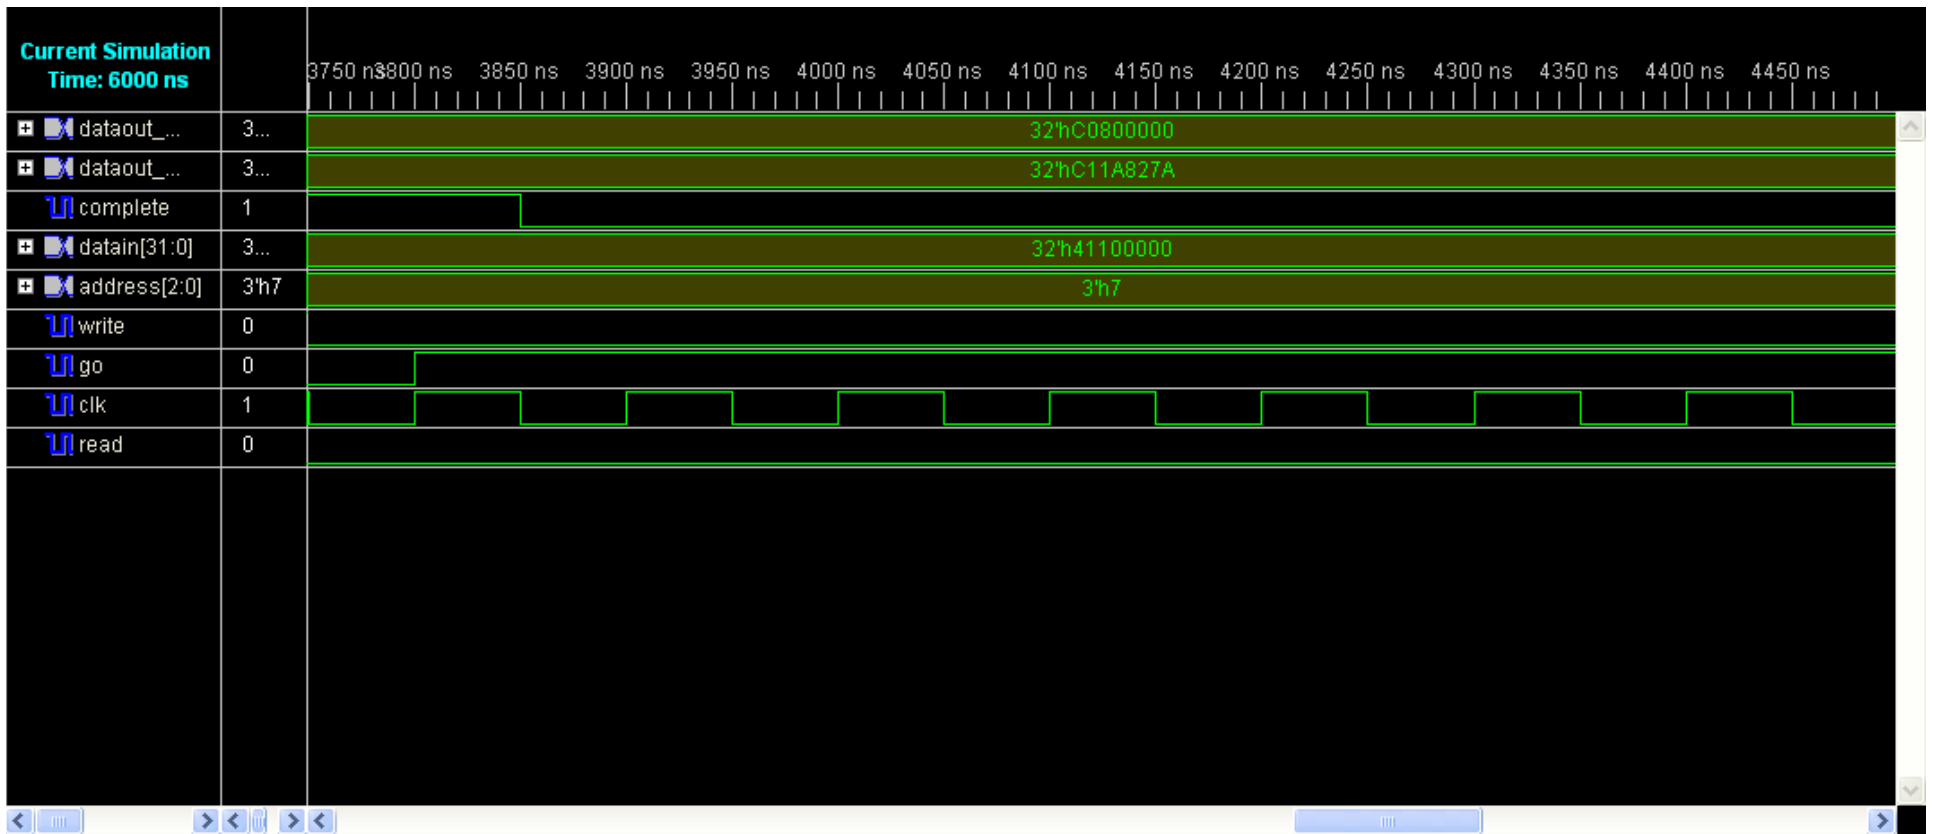 Current Simulation
Time: 6000 ns
3750 ns 3800 ns 3850 ns 3900 ns 3950 ns 4000 ns 4050 ns 4100 ns 4150 ns 4200 ns 4250 ns 4300 ns 4350 ns 4400 ns 4450 ns
dataout_... 3... 32'hC0800000
dataout_... 3... 32'hC11A827A
complete 1
datain[31:0] 3... 32'h41100000
address[2:0] 3'h7 3'h7
write 0
go 0
clk 1
read 0